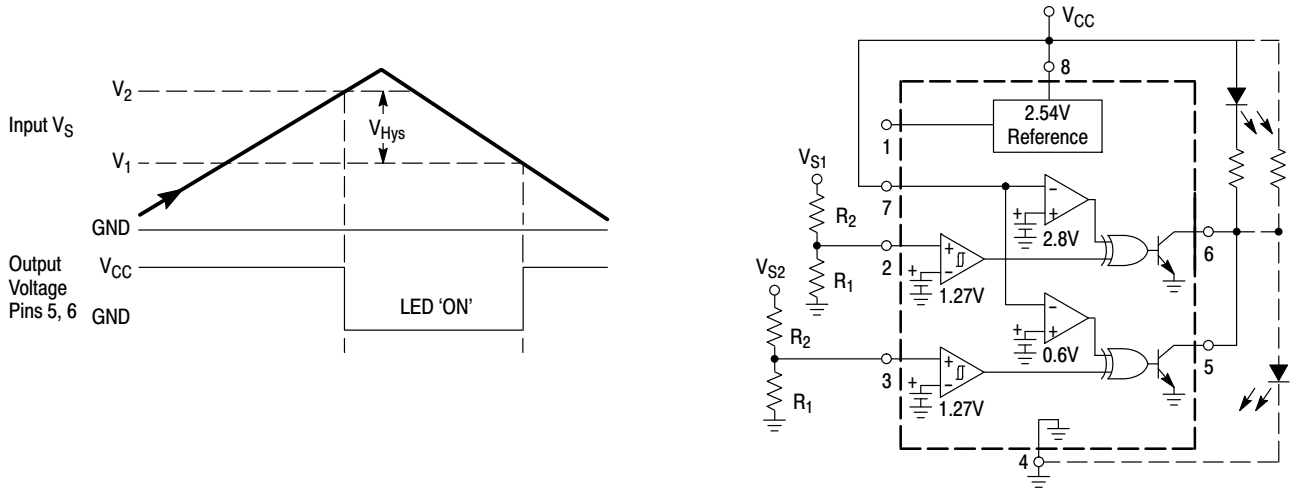 V2
Input VS
VHys
V1
GND
Output
Voltage
Pins 5, 6
VCC
GND
LED 'ON'
VCC
8
2.54V
Reference
1
VS1
7
R2
2.8V
6
2
VS2
R1
1.27V
R2
0.6V
5
3
R1
1.27V
4